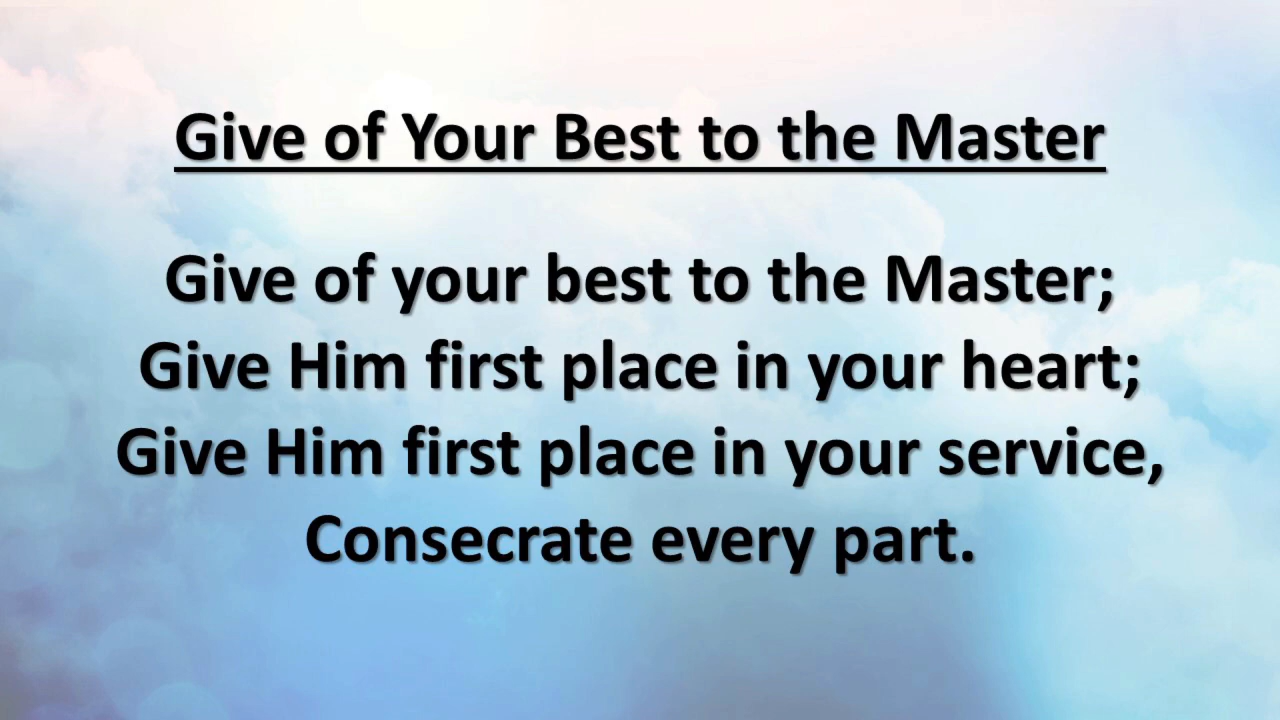 Give of Your Best to the Master
Give of your best to the Master;
Give Him first place in your heart;
Give Him first place in your service,
Consecrate every part.